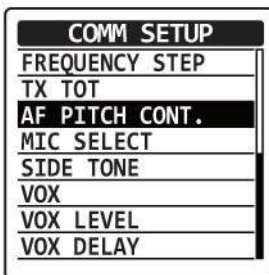 COMM SETUP
FREQUENCY STEP
TX TOT
AF PITCH CONT.
MIC SELECT
SIDE TONE
VOX
VOX LEVEL
VOX DELAY